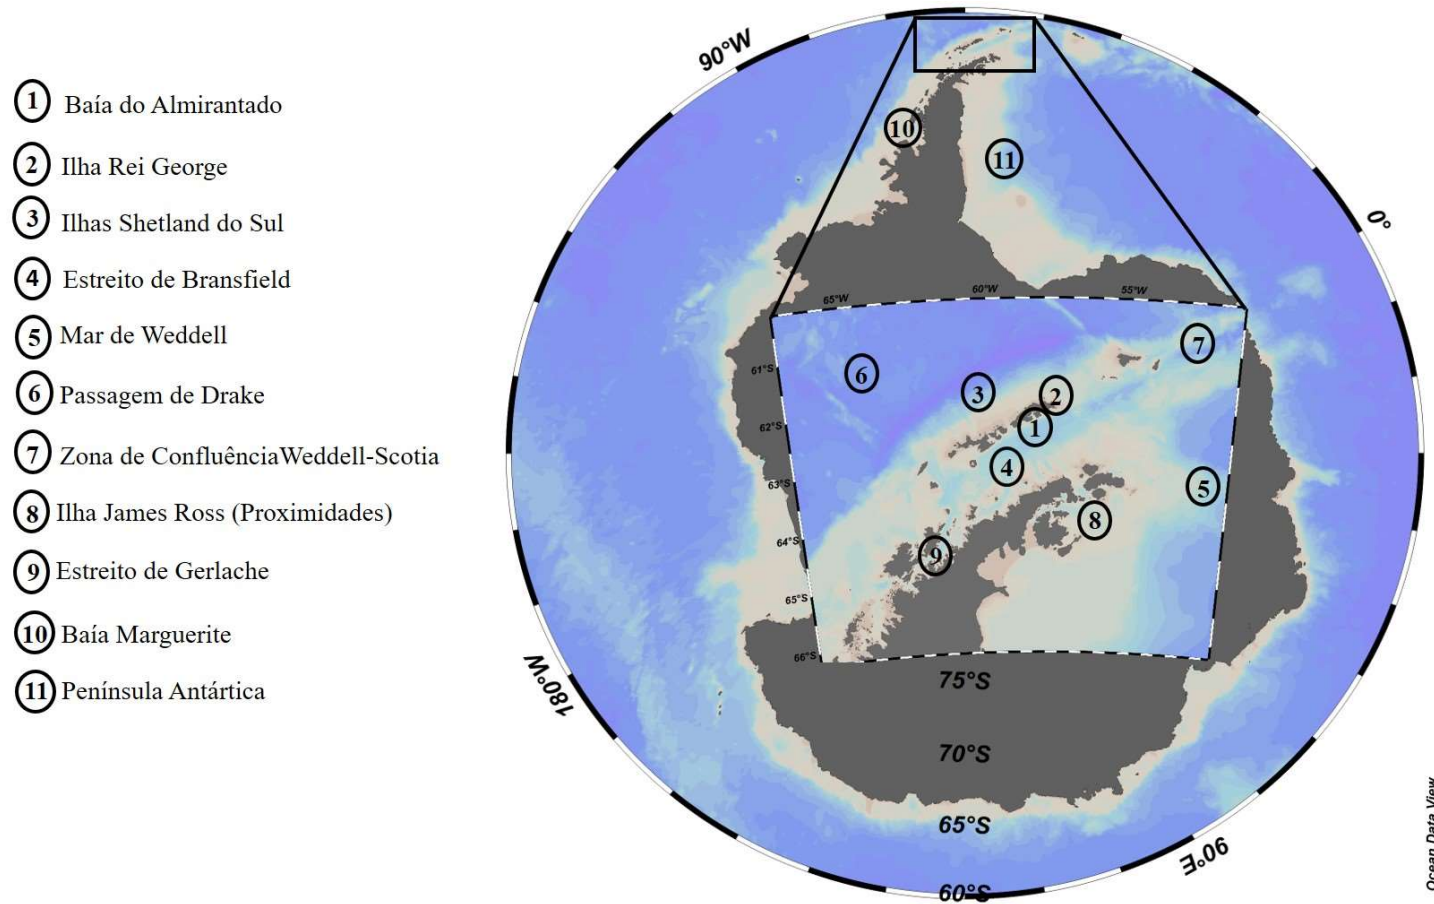 1 Baía do Almirantado
2 Ilha Rei George
3 Ilhas Shetland do Sul
4 Estreito de Bransfield
5 Mar de Weddell
6 Passagem de Drake
7 Zona de ConfluênciaWeddell-Scotia
8 Ilha James Ross (Proximidades)
9 Estreito de Gerlache
10 Baía Marguerite
11 Península Antártica
90°W
0°
10
11
65°W
60°W
55°W
61°S
62°S
63°S
64°S
65°S
66°S
7
6
3
2
1
4
5
8
9
180°W
75°S
70°S
65°S
60°S
90°E
Ocean Data View